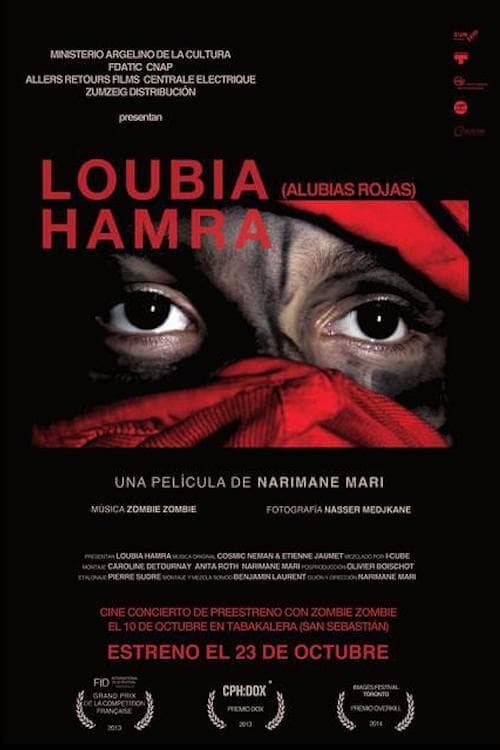 MINISTERIO ARGELINO DE LA CULTURA
FDATIC CNAP
ALLERS RETOURS FILMS CENTRALE ELECTRIQUE
ZUMZEIG DISTRIBUCIÓN
presentan
LOUBIA (ALUBIAS ROJAS)
HAMRA
UNA PELÍCULA DE NARIMANE MARI
MÚSICA ZOMBIE ZOMBIE FOTOGRAFÍA NASSER MEDJKANE
PRESENTAN LOUBIA HAMRA MÚSICA ORIGINAL COSMIC NEMAN & ETIENNE JAUMET MEZCLADO POR I-CUBE
MONTAJE CAROLINE DETOURNAY ANITA ROTH NARIMANE MARI POSPRODUCCIÓN OLIVIER BOISCHOT
ETALONAJE PIERRE SUDRE MONTAJE Y MEZCLA SONIDO BENJAMIN LAURENT GUIÓN Y DIRECCIÓN NARIMANE MARI
CINE CONCIERTO DE PREESTRENO CON ZOMBIE ZOMBIE
EL 10 DE OCTUBRE EN TABAKALERA (SAN SEBASTIÁN)
ESTRENO EL 23 DE OCTUBRE
FID INTERNATIONAL
GRAND PRIX
DE LA COMPETITION
FRANÇAISE
2013
CPH:DOX
PREMIO DOX
2013
IMAGES FESTIVAL
TORONTO
PREMIO OVERKILL
2014